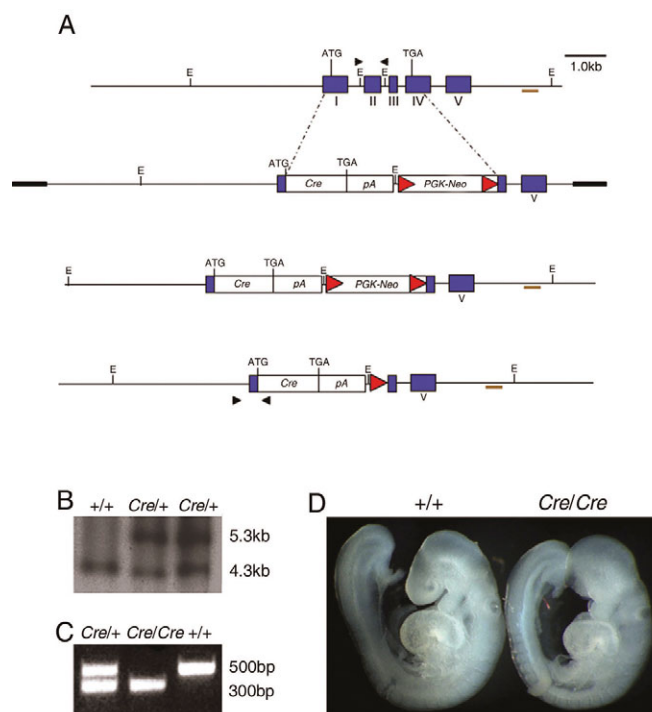 A
ATG TGA
E E E E
1.0kb
I II III IV V
ATG TGA E
E Cre pA PGK-Neo
V
E ATG TGA E E
Cre pA PGK-Neo
V
E ATG TGA E E
Cre pA
V
B
+/+ Cre/+ Cre/+
5.3kb
4.3kb
C
Cre/+ Cre/Cre +/+
500bp
300bp
D
+/+ Cre/Cre